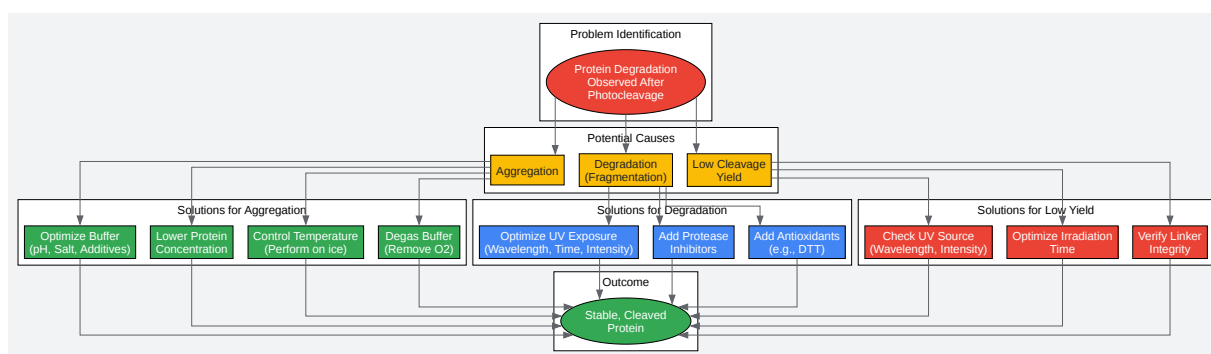 Problem Identification
Protein Degradation
Observed After
Photocleavage
Potential Causes
Aggregation
Degradation
(Fragmentation)
Low Cleavage
Yield
Solutions for Aggregation
Optimize Buffer
(pH, Salt, Additives)
Lower Protein
Concentration
Control Temperature
(Perform on ice)
Degas Buffer
(Remove O2)
Solutions for Degradation
Optimize UV Exposure
(Wavelength, Time, Intensity)
Add Protease
Inhibitors
Add Antioxidants
(e.g., DTT)
Solutions for Low Yield
Check UV Source
(Wavelength, Intensity)
Optimize Irradiation
Time
Verify Linker
Integrity
Outcome
Stable, Cleaved
Protein